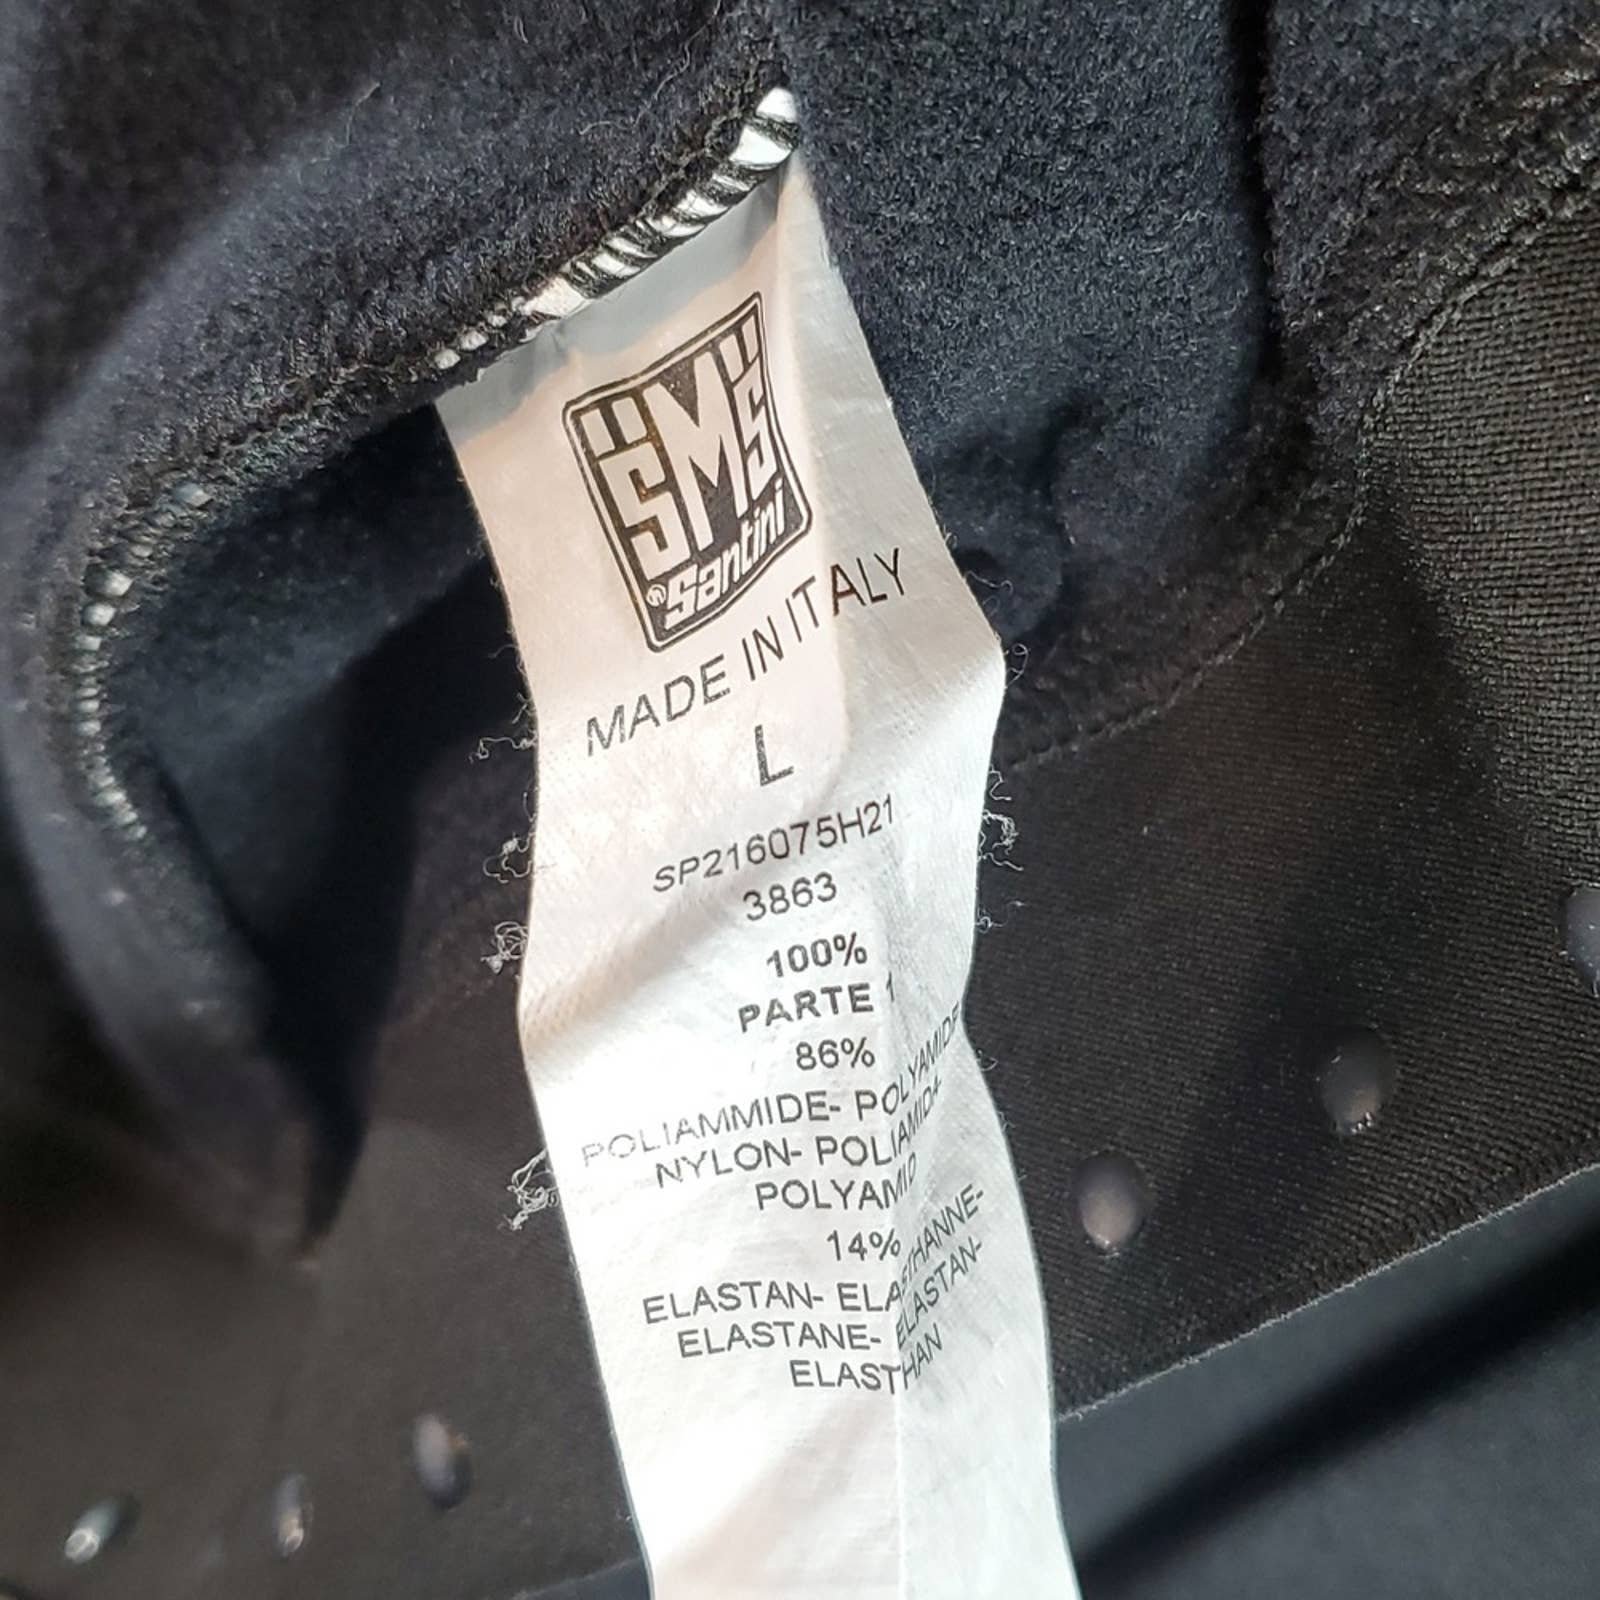 SMS
Santini
MADE IN ITALY
L
SP216075H21
3863
100%
PARTE 1
86%
POLIAMMIDE- POLYAMIDE
NYLON- POLIAMIDA-
POLYAMID
14%
ELASTAN- ELASTHANNE-
ELASTANE- ELASTAN-
ELASTHAN